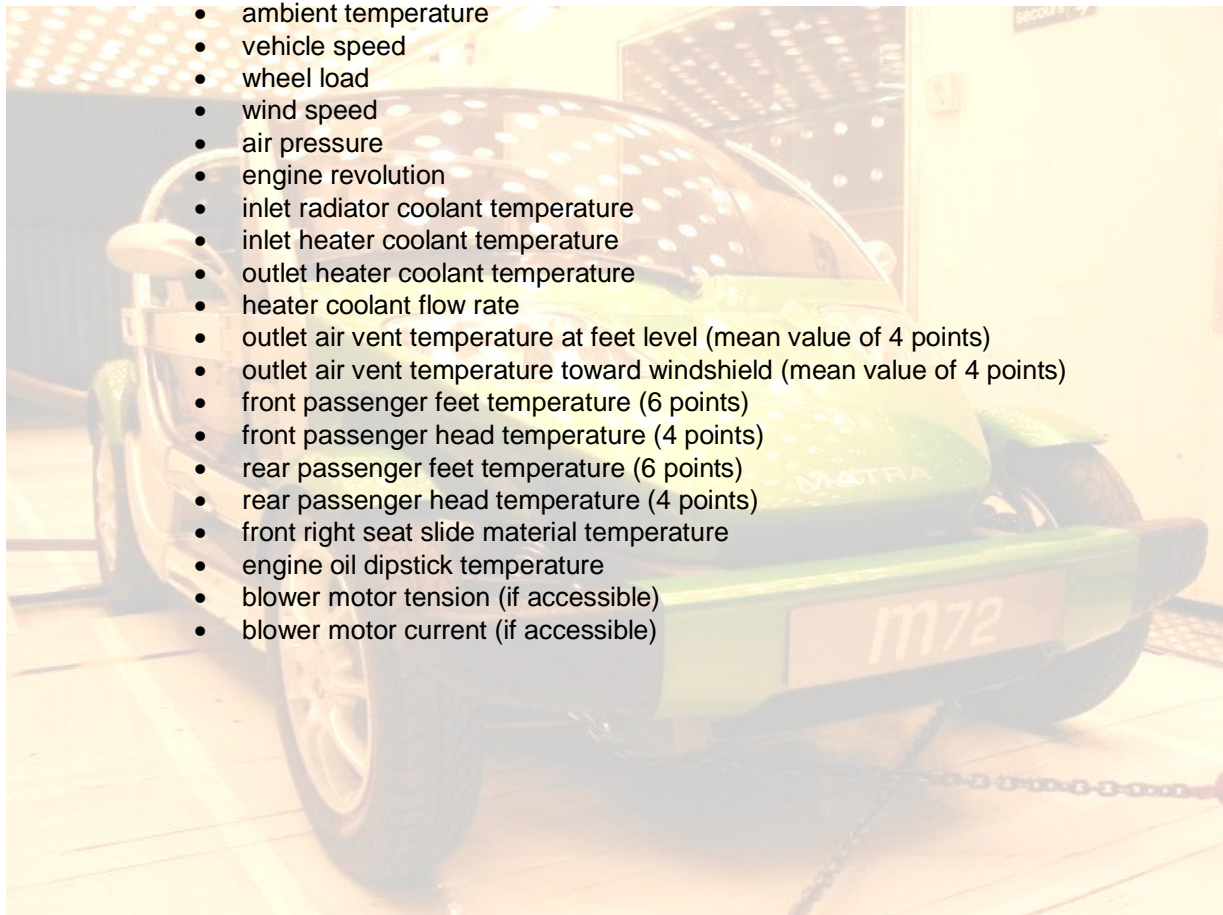 secours
• ambient temperature
• vehicle speed
• wheel load
• wind speed
• air pressure
• engine revolution
• inlet radiator coolant temperature
• inlet heater coolant temperature
• outlet heater coolant temperature
• heater coolant flow rate
• outlet air vent temperature at feet level (mean value of 4 points)
• outlet air vent temperature toward windshield (mean value of 4 points)
• front passenger feet temperature (6 points)
• front passenger head temperature (4 points)
• rear passenger feet temperature (6 points)
• rear passenger head temperature (4 points)
• front right seat slide material temperature
• engine oil dipstick temperature
• blower motor tension (if accessible)
• blower motor current (if accessible)
MATRA
m72